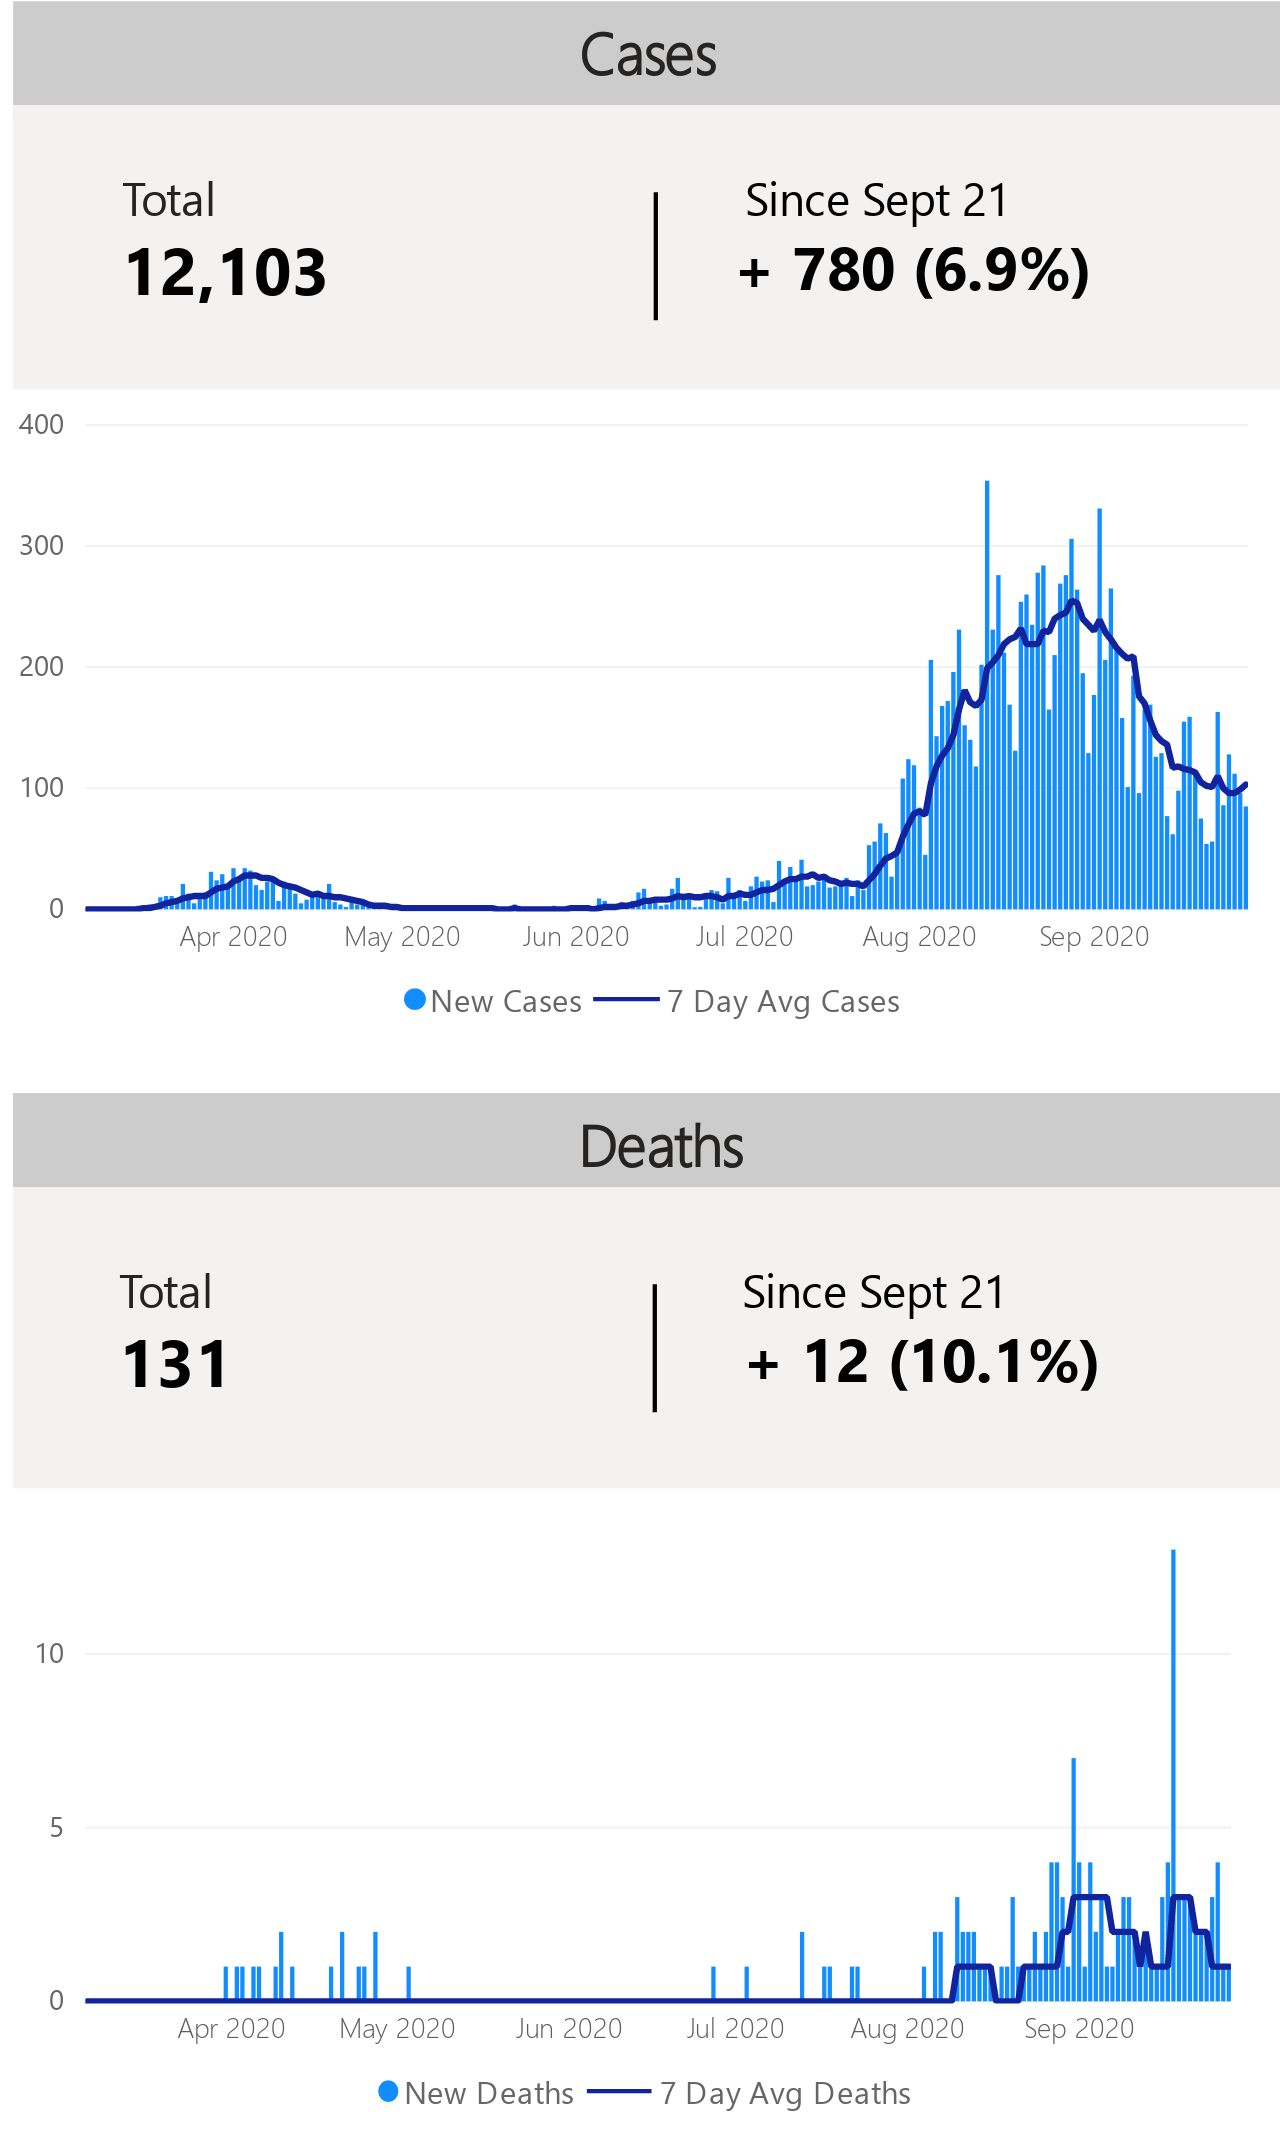 Cases
Total
Since Sept 21
12,103
+ 780 (6.9%)
400
300
200
100
0
Apr 2020
May 2020
Jun 2020
Jul 2020
Aug 2020
Sep 2020
New Cases
7 Day Avg Cases
Deaths
Total
Since Sept 21
131
+ 12 (10.1%)
10
5
0
Apr 2020
May 2020
Jun 2020
Jul 2020
Aug 2020
Sep 2020
New Deaths
7 Day Avg Deaths